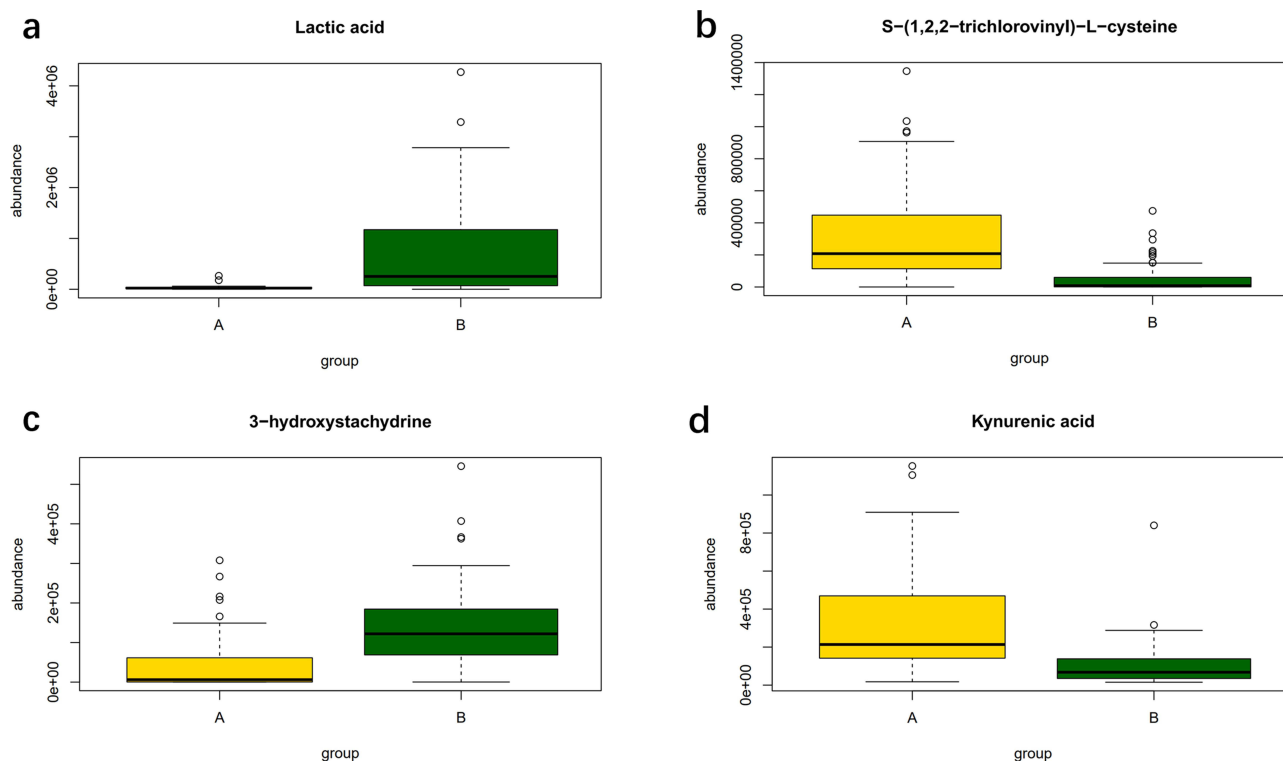 a
Lactic acid
abundance
0e+00
2e+06
4e+06
A
B
group
b
S−(1,2,2−trichlorovinyl)−L−cysteine
abundance
0
400000
800000
1400000
A
B
group
c
3−hydroxystachydrine
abundance
0e+00
2e+05
4e+05
A
B
group
d
Kynurenic acid
abundance
0e+00
4e+05
8e+05
A
B
group